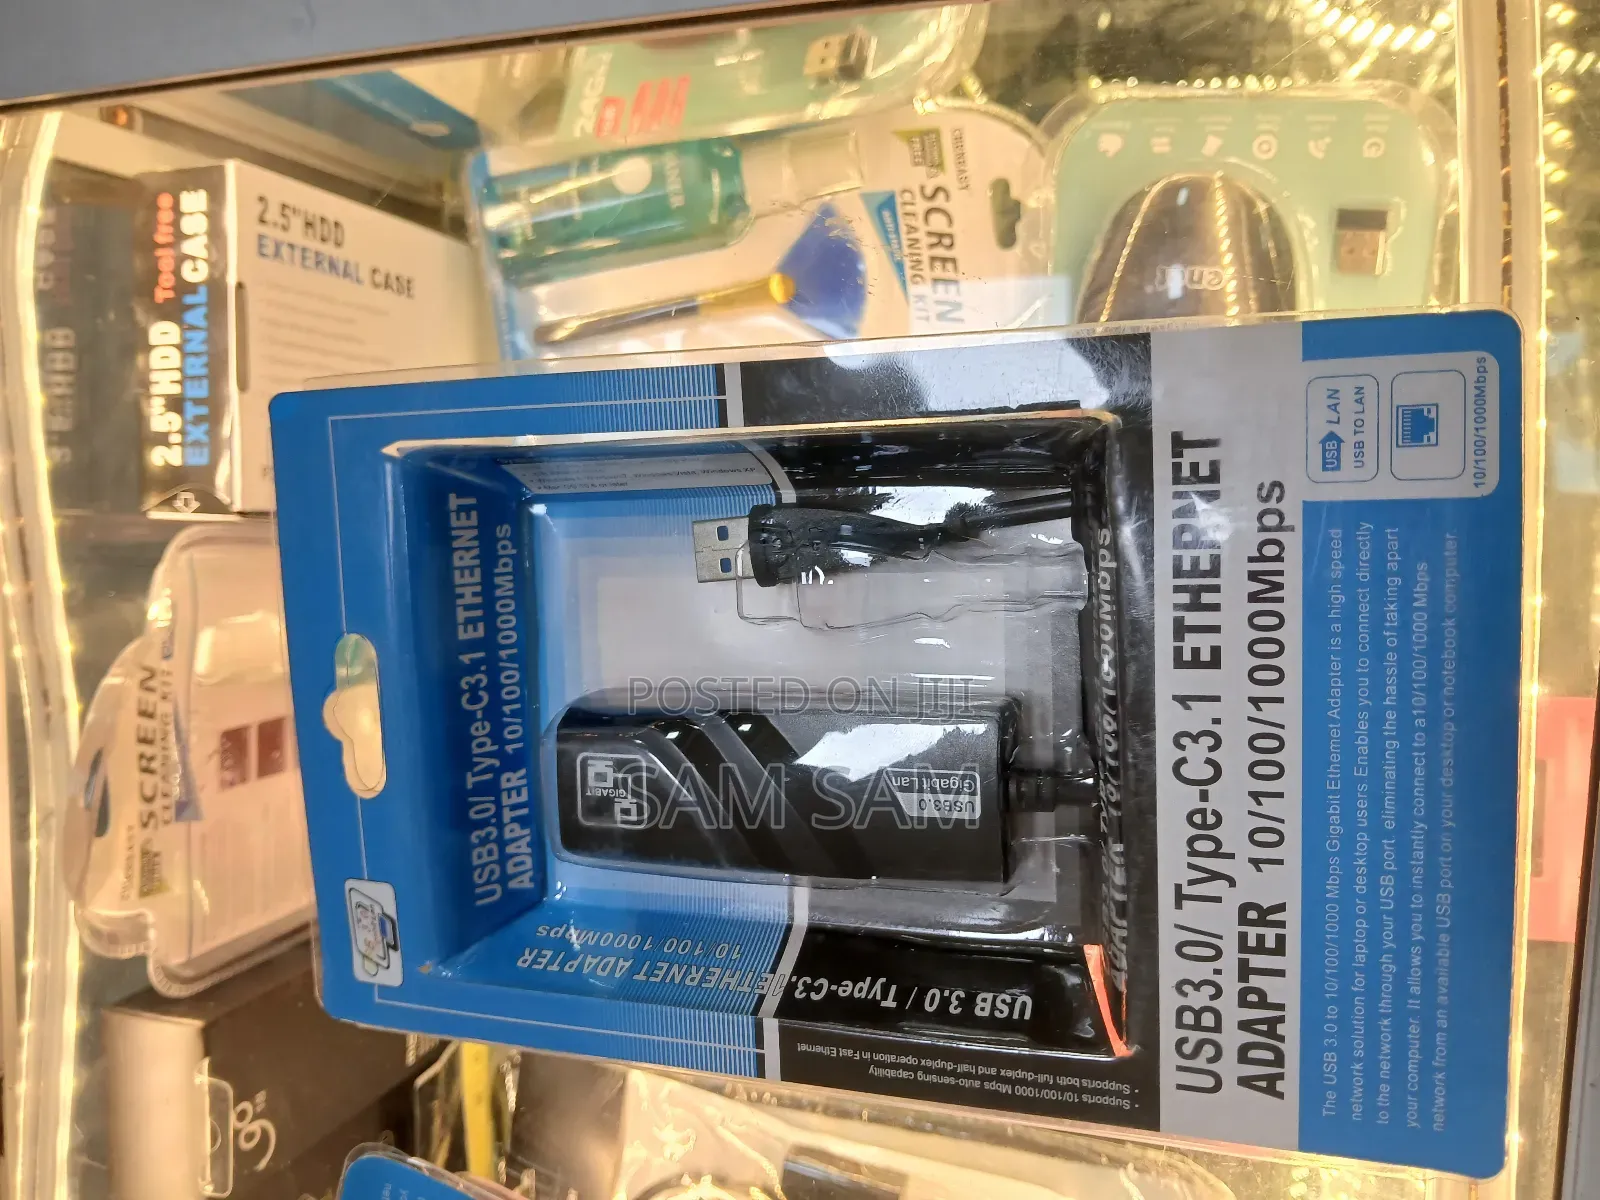 USB3.0/ Type-C3.1 ETHERNET
ADAPTER 10/100/1000Mbps
USB 3.0 / Type-C3.1 ETHERNET ADAPTER
10/100 1000Mbps
• Supports 10/100/1000 Mbps auto-sensing capability
• Supports both full-duplex and half-duplex operation in Fast Ethernet
GIGABIT
USB3.0
Gigabit Lan
USB3.0/ Type-C3.1 ETHERNET
ADAPTER 10/100/1000Mbps
USB LAN
USB TO LAN
10/100/1000Mbps
The USB 3.0 to 10/100/1000 Mbps Gigabit Ethernet Adapter is a high speed
network solution for laptop or desktop users Enables you to connect directly
to the network through your USB port. eliminating the hassle of taking apart
your computer. It allows you to instantly connect to a10/100/1000 Mbps
network from an available USB port on your desktop or notebook computer.
2.5"HDD
EXTERNAL CASE
2.5"HDD Tool free
EXTERNAL CASE
SCREEN
CLEANING KIT
SCREEN
CLEANING KIT
POSTED ON JIJI
SAM SAM